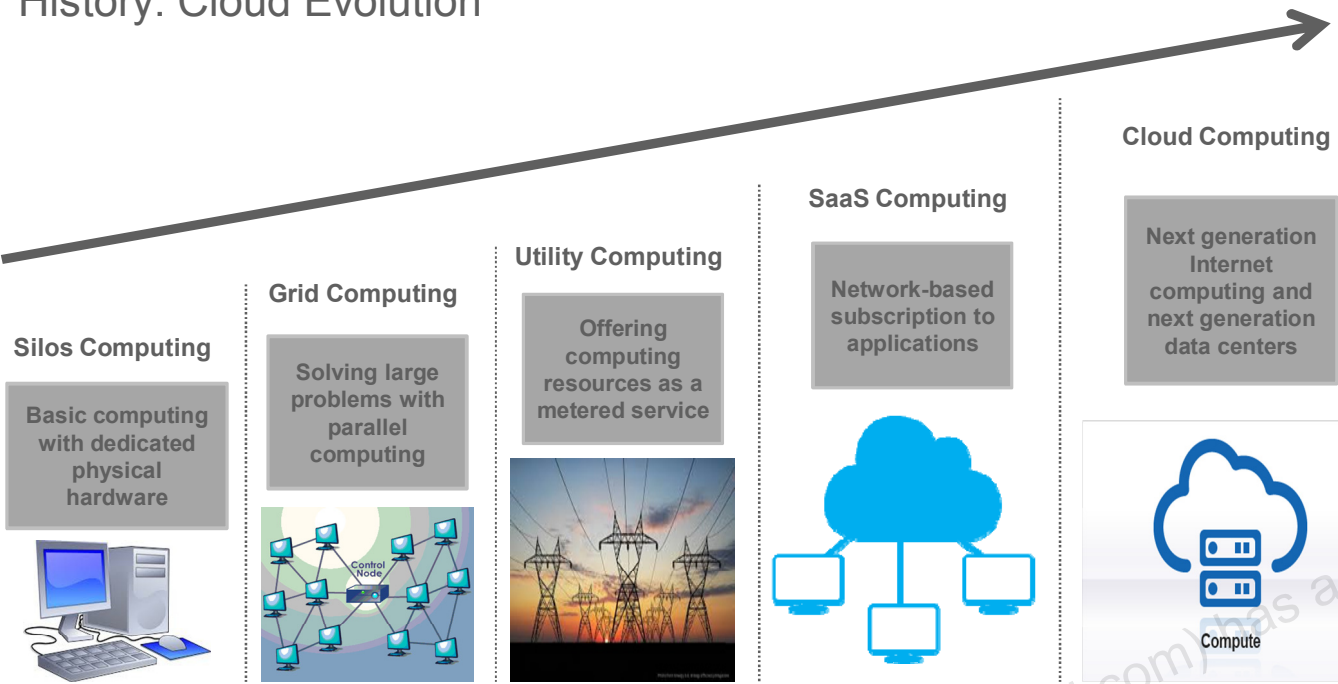 History: Cloud Evolution
Cloud Computing
Next generation
Internet
computing and
next generation
data centers
SaaS Computing
Network-based
subscription to
applications
Utility Computing
Offering
computing
resources as a
metered service
Grid Computing
Solving large
problems with
parallel
computing
Silos Computing
Basic computing
with dedicated
physical
hardware
Control
Node
Compute
com) has a